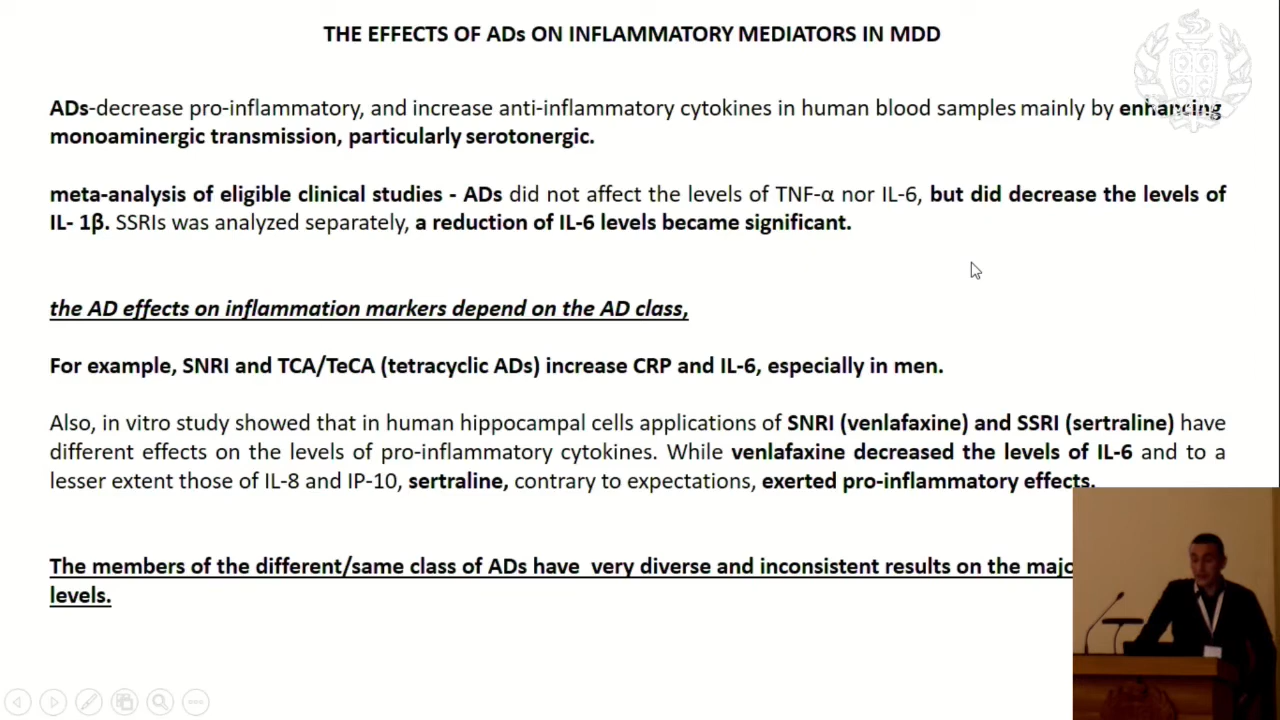 THE EFFECTS OF ADs ON INFLAMMATORY MEDIATORS IN MDD
ADs-decrease pro-inflammatory, and increase anti-inflammatory cytokines in human blood samples mainly by enhancing
monoaminergic transmission, particularly serotonergic.
meta-analysis of eligible clinical studies - ADs did not affect the levels of TNF-α nor IL-6, but did decrease the levels of
IL- 1β. SSRIs was analyzed separately, a reduction of IL-6 levels became significant.
the AD effects on inflammation markers depend on the AD class,
For example, SNRI and TCA/TeCA (tetracyclic ADs) increase CRP and IL-6, especially in men.
Also, in vitro study showed that in human hippocampal cells applications of SNRI (venlafaxine) and SSRI (sertraline) have
different effects on the levels of pro-inflammatory cytokines. While venlafaxine decreased the levels of IL-6 and to a
lesser extent those of IL-8 and IP-10, sertraline, contrary to expectations, exerted pro-inflammatory effects.
The members of the different/same class of ADs have very diverse and inconsistent results on the
levels.